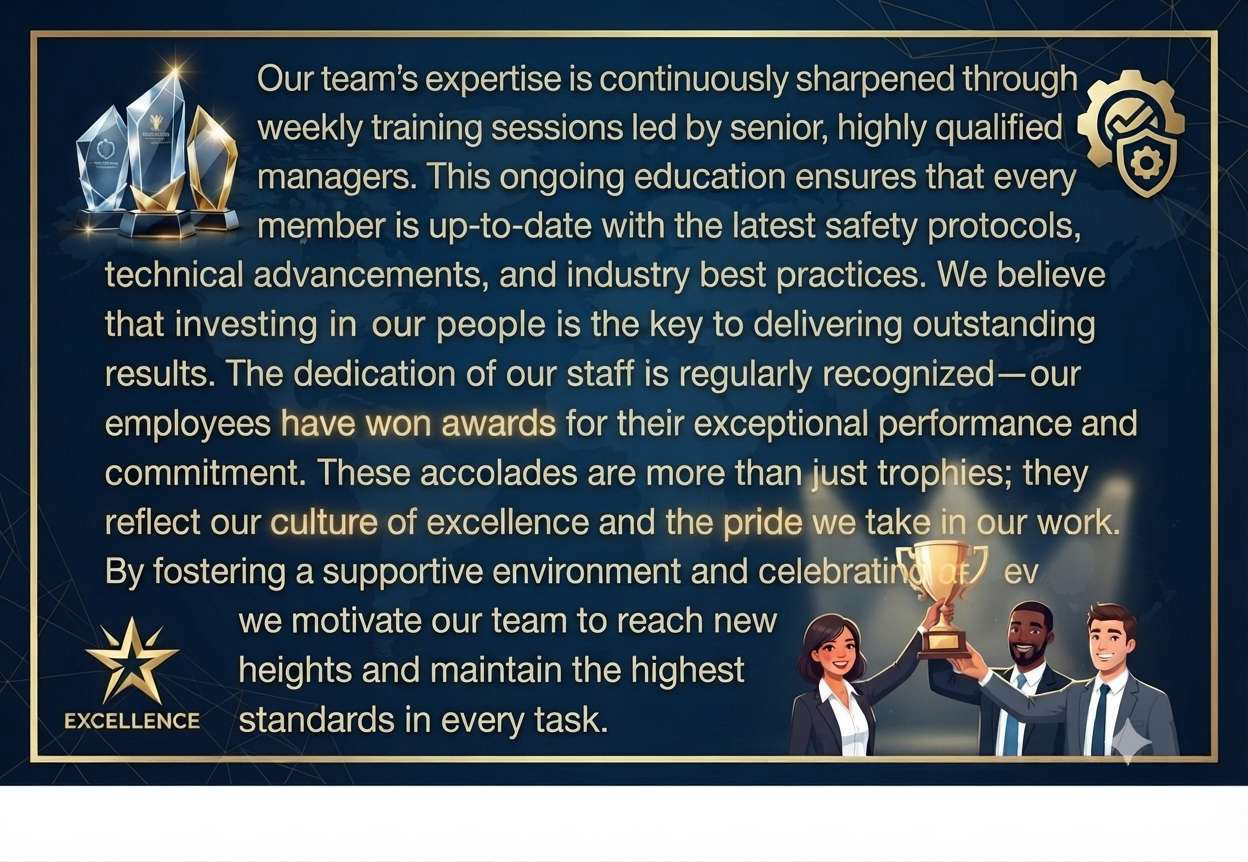 Our team’s expertise is continuously sharpened through
weekly training sessions led by senior, highly qualified
managers. This ongoing education ensures that every
member is up-to-date with the latest safety protocols,
technical advancements, and industry best practices. We believe
that investing in our people is the key to delivering outstanding
results. The dedication of our staff is regularly recognized—our
employees have won awards for their exceptional performance and
commitment. These accolades are more than just trophies; they
reflect our culture of excellence and the pride we take in our work.
By fostering a supportive environment and celebrating ev
we motivate our team to reach new
heights and maintain the highest
standards in every task.
EXCELLENCE